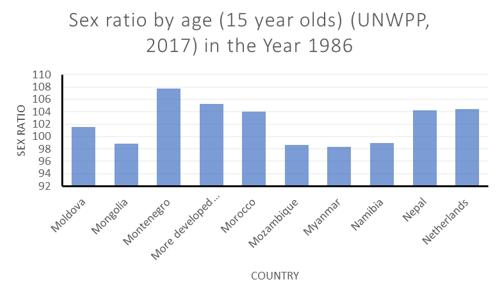 Sex ratio by age (15 year olds) (UNWPP,
2017) in the Year 1986
110
108
106
104
102
100
98
96
94
92
SEX RATIO
Moldova
Mongolia
Montenegro
More developed…
Morocco
Mozambique
Myanmar
Namibia
Nepal
Netherlands
COUNTRY